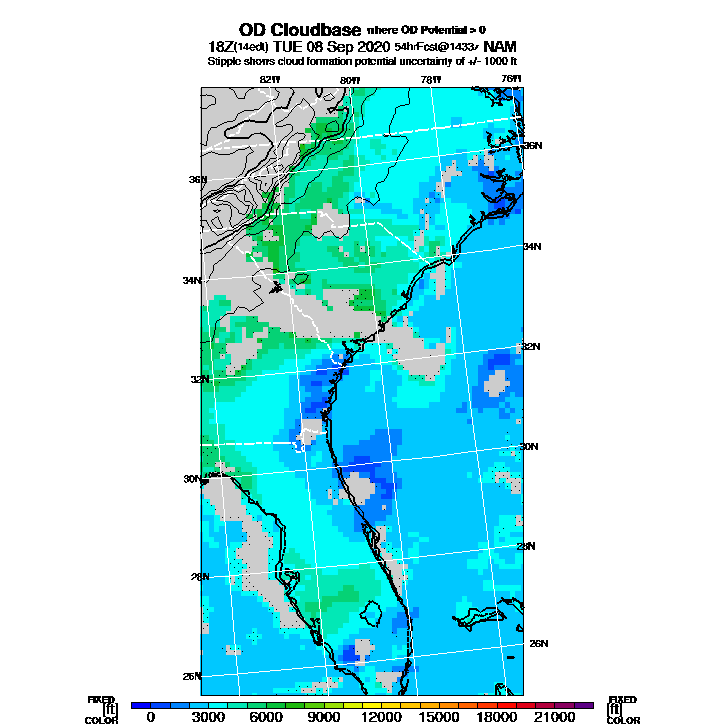 OD Cloudbase where OD Potential > 0
18Z(14edt) TUE 08 Sep 2020 54hrFcst@1433z NAM
Stipple shows cloud formation potential uncertainty of +/- 1000 ft
82W 80W 78W 76W
36N
36N
34N
34N
32N
32N
30N
30N
28N
28N
26N
26N
FIXED FIXED
[ft] 0 3000 6000 9000 12000 15000 18000 21000 [ft]
COLOR COLOR